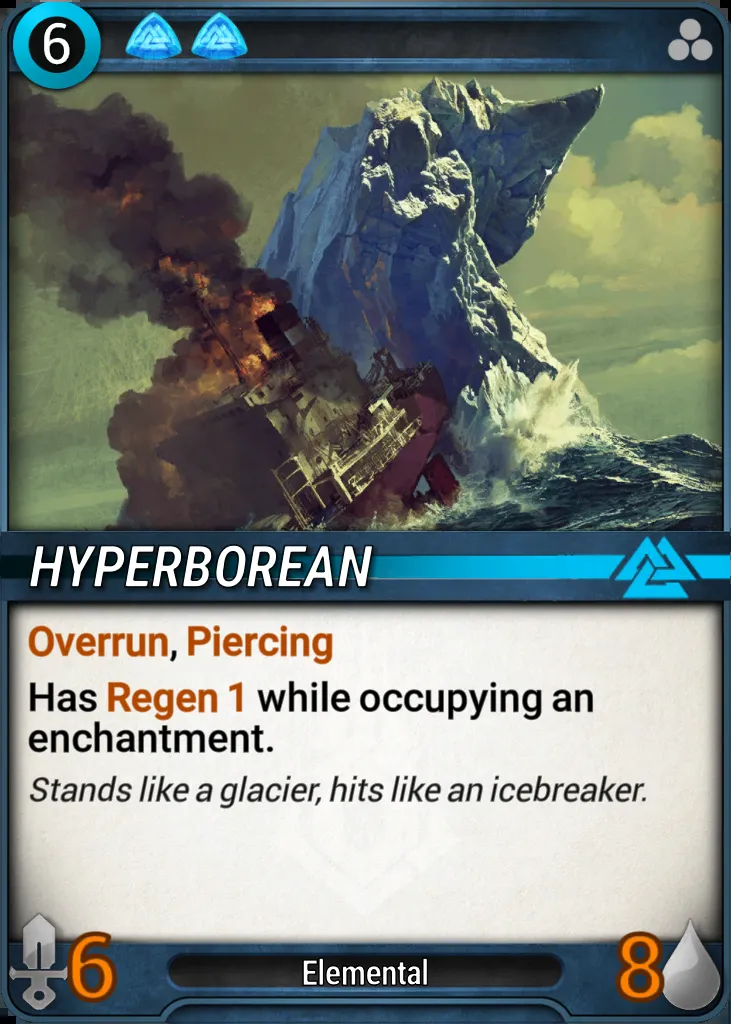 6
HYPERBOREAN
Overrun, Piercing
Has Regen 1 while occupying an
enchantment.
Stands like a glacier, hits like an icebreaker.
6
Elemental
8